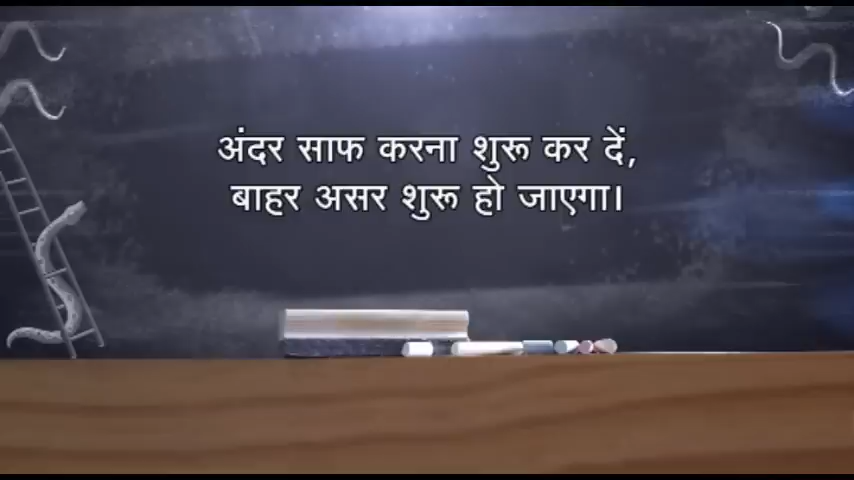 अंदर साफ करना शुरू कर दें,
बाहर असर शुरू हो जाएगा।